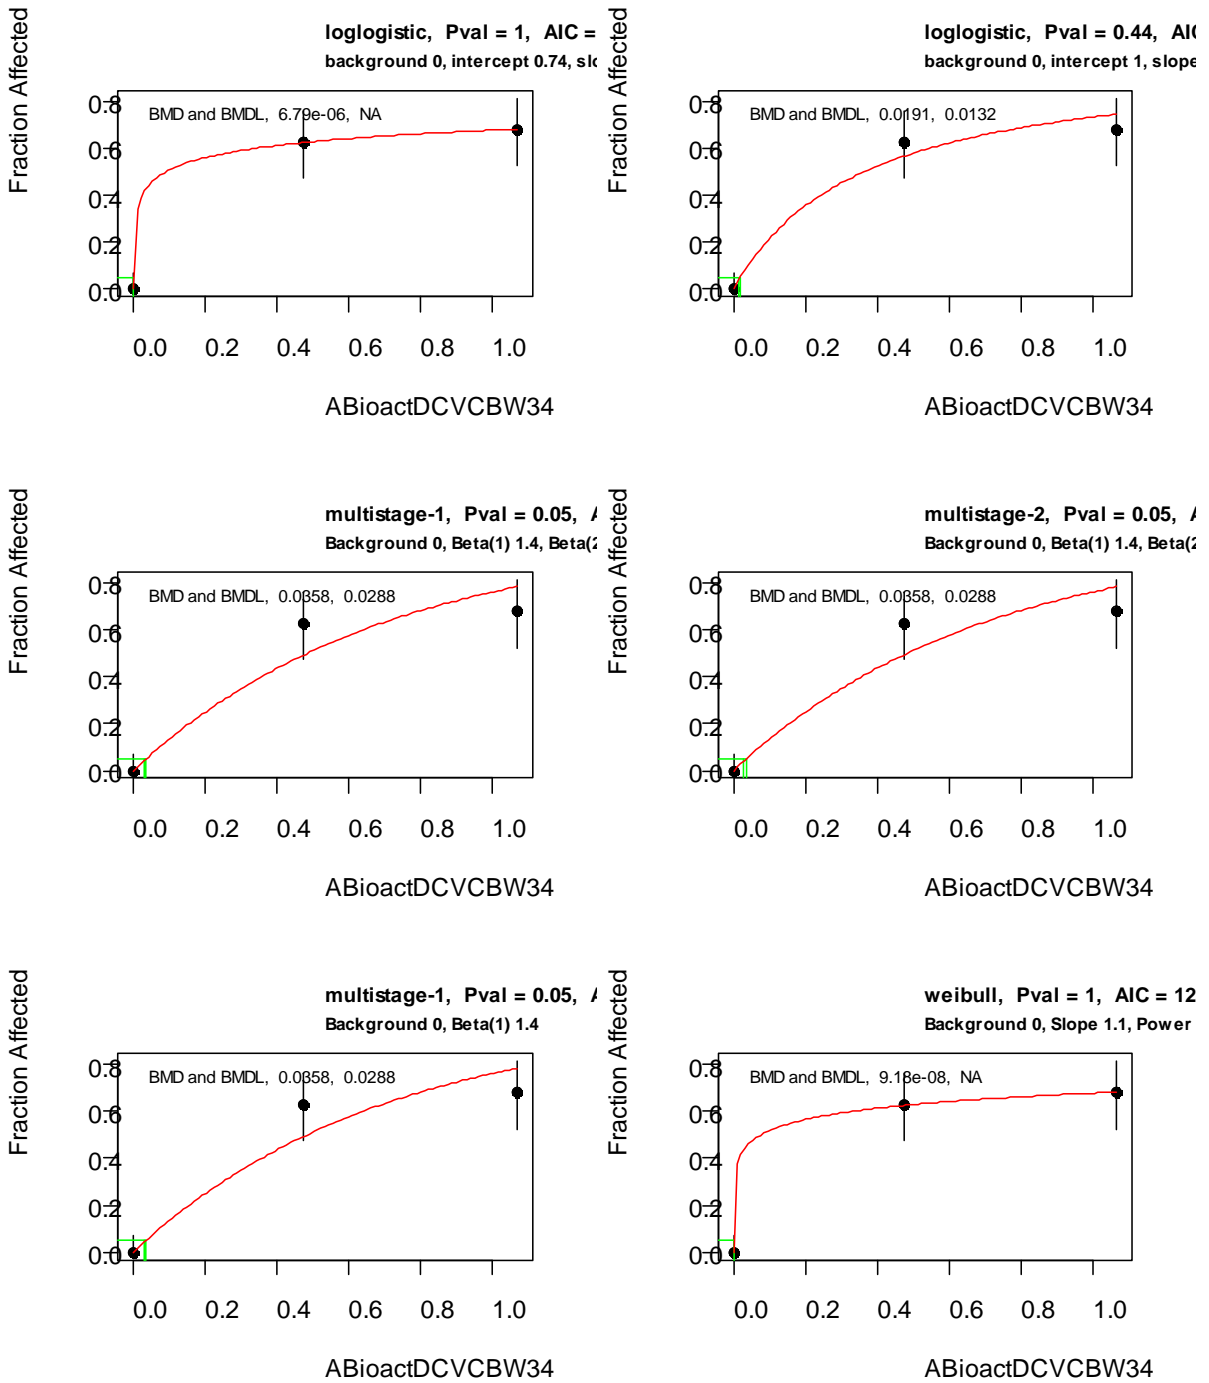 loglogistic, Pval = 1, AIC =
background 0, intercept 0.74, slo
Fraction Affected
BMD and BMDL, 6.79e-06, NA
0.8
0.6
0.4
0.2
0.0
0.0 0.2 0.4 0.6 0.8 1.0
ABioactDCVCBW34
loglogistic, Pval = 0.44, AIC
background 0, intercept 1, slope
Fraction Affected
BMD and BMDL, 0.0191, 0.0132
0.8
0.6
0.4
0.2
0.0
0.0 0.2 0.4 0.6 0.8 1.0
ABioactDCVCBW34
multistage-1, Pval = 0.05, A
Background 0, Beta(1) 1.4, Beta(2
Fraction Affected
BMD and BMDL, 0.0358, 0.0288
0.8
0.6
0.4
0.2
0.0
0.0 0.2 0.4 0.6 0.8 1.0
ABioactDCVCBW34
multistage-2, Pval = 0.05, A
Background 0, Beta(1) 1.4, Beta(2
Fraction Affected
BMD and BMDL, 0.0358, 0.0288
0.8
0.6
0.4
0.2
0.0
0.0 0.2 0.4 0.6 0.8 1.0
ABioactDCVCBW34
multistage-1, Pval = 0.05, A
Background 0, Beta(1) 1.4
Fraction Affected
BMD and BMDL, 0.0358, 0.0288
0.8
0.6
0.4
0.2
0.0
0.0 0.2 0.4 0.6 0.8 1.0
ABioactDCVCBW34
weibull, Pval = 1, AIC = 12
Background 0, Slope 1.1, Power
Fraction Affected
BMD and BMDL, 9.18e-08, NA
0.8
0.6
0.4
0.2
0.0
0.0 0.2 0.4 0.6 0.8 1.0
ABioactDCVCBW34